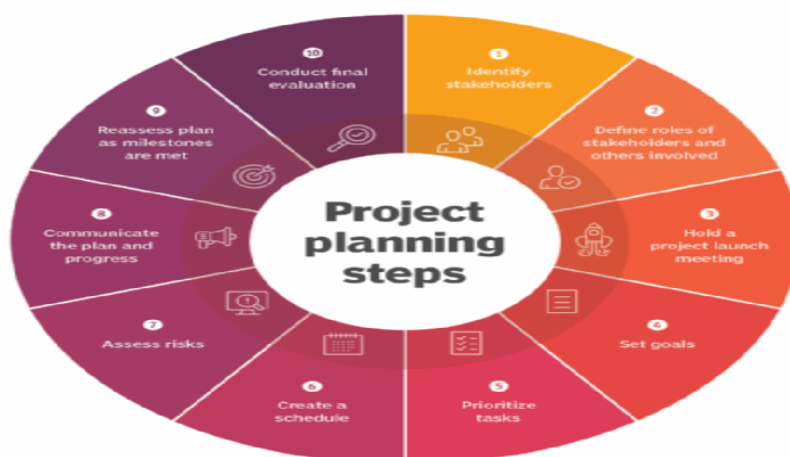 Project
planning
steps
1
Identify
stakeholders
2
Define roles of
stakeholders and
others involved
3
Hold a
project launch
meeting
4
Set goals
5
Prioritize
tasks
6
Create a
schedule
7
Assess risks
8
Communicate
the plan and
progress
9
Reassess plan
as milestones
are met
10
Conduct final
evaluation